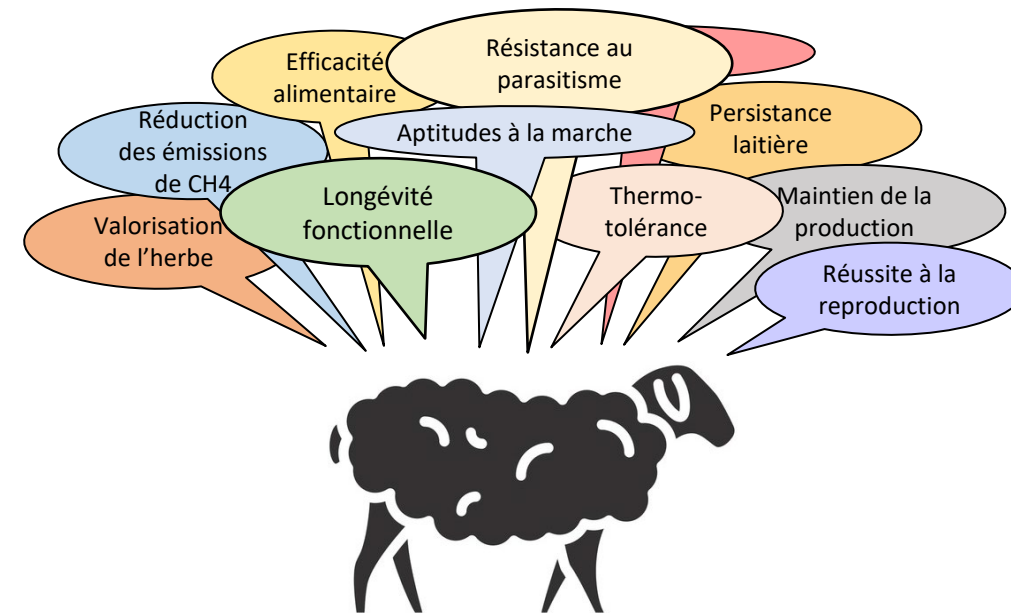 Efficacité
alimentaire
Résistance au
parasitisme
Réduction
des émissions
de CH4
Aptitudes à la marche
Persistance
laitière
Valorisation
de l’herbe
Longévité
fonctionnelle
Thermo-
tolérance
Maintien de la
production
Réussite à la
reproduction